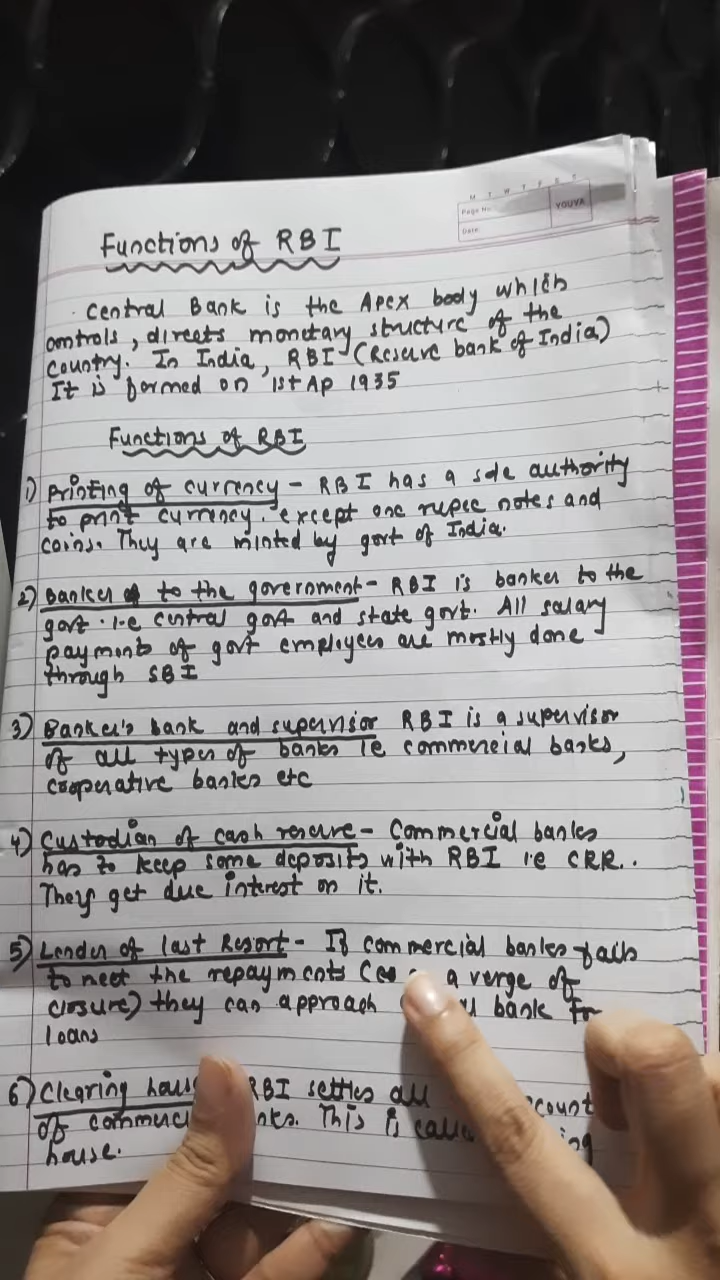 M T W T F S
Page No.
YOUVA
Date:
Functions of RBI
Central Bank is the Apex body which
controls, directs monetary structure of the
country. In India, RBI (Reserve bank of India)
It is formed on 1st Ap 1935
Functions of RBI
1) Printing of currency - RBI has a sole authority
to print currency. except one rupee notes and
coins. They are minted by govt of India.
2) Banker to the government - RBI is banker to the
govt. i.e central govt and state govt. All salary
payments of govt employees are mostly done
through SBI
3) Banker's bank and supervisor RBI is a supervisor
of all types of banks ie commercial banks,
cooperative banks etc
4) Custodian of cash reserve - Commercial banks
has to keep some deposits with RBI i'e CRR..
They get due interest on it.
5) Lender of last Resort - If commercial banks fails
to meet the repayments a verge of
closure) they can approach bank for
loans
6) Clearing RBI settles all
of This is
house.